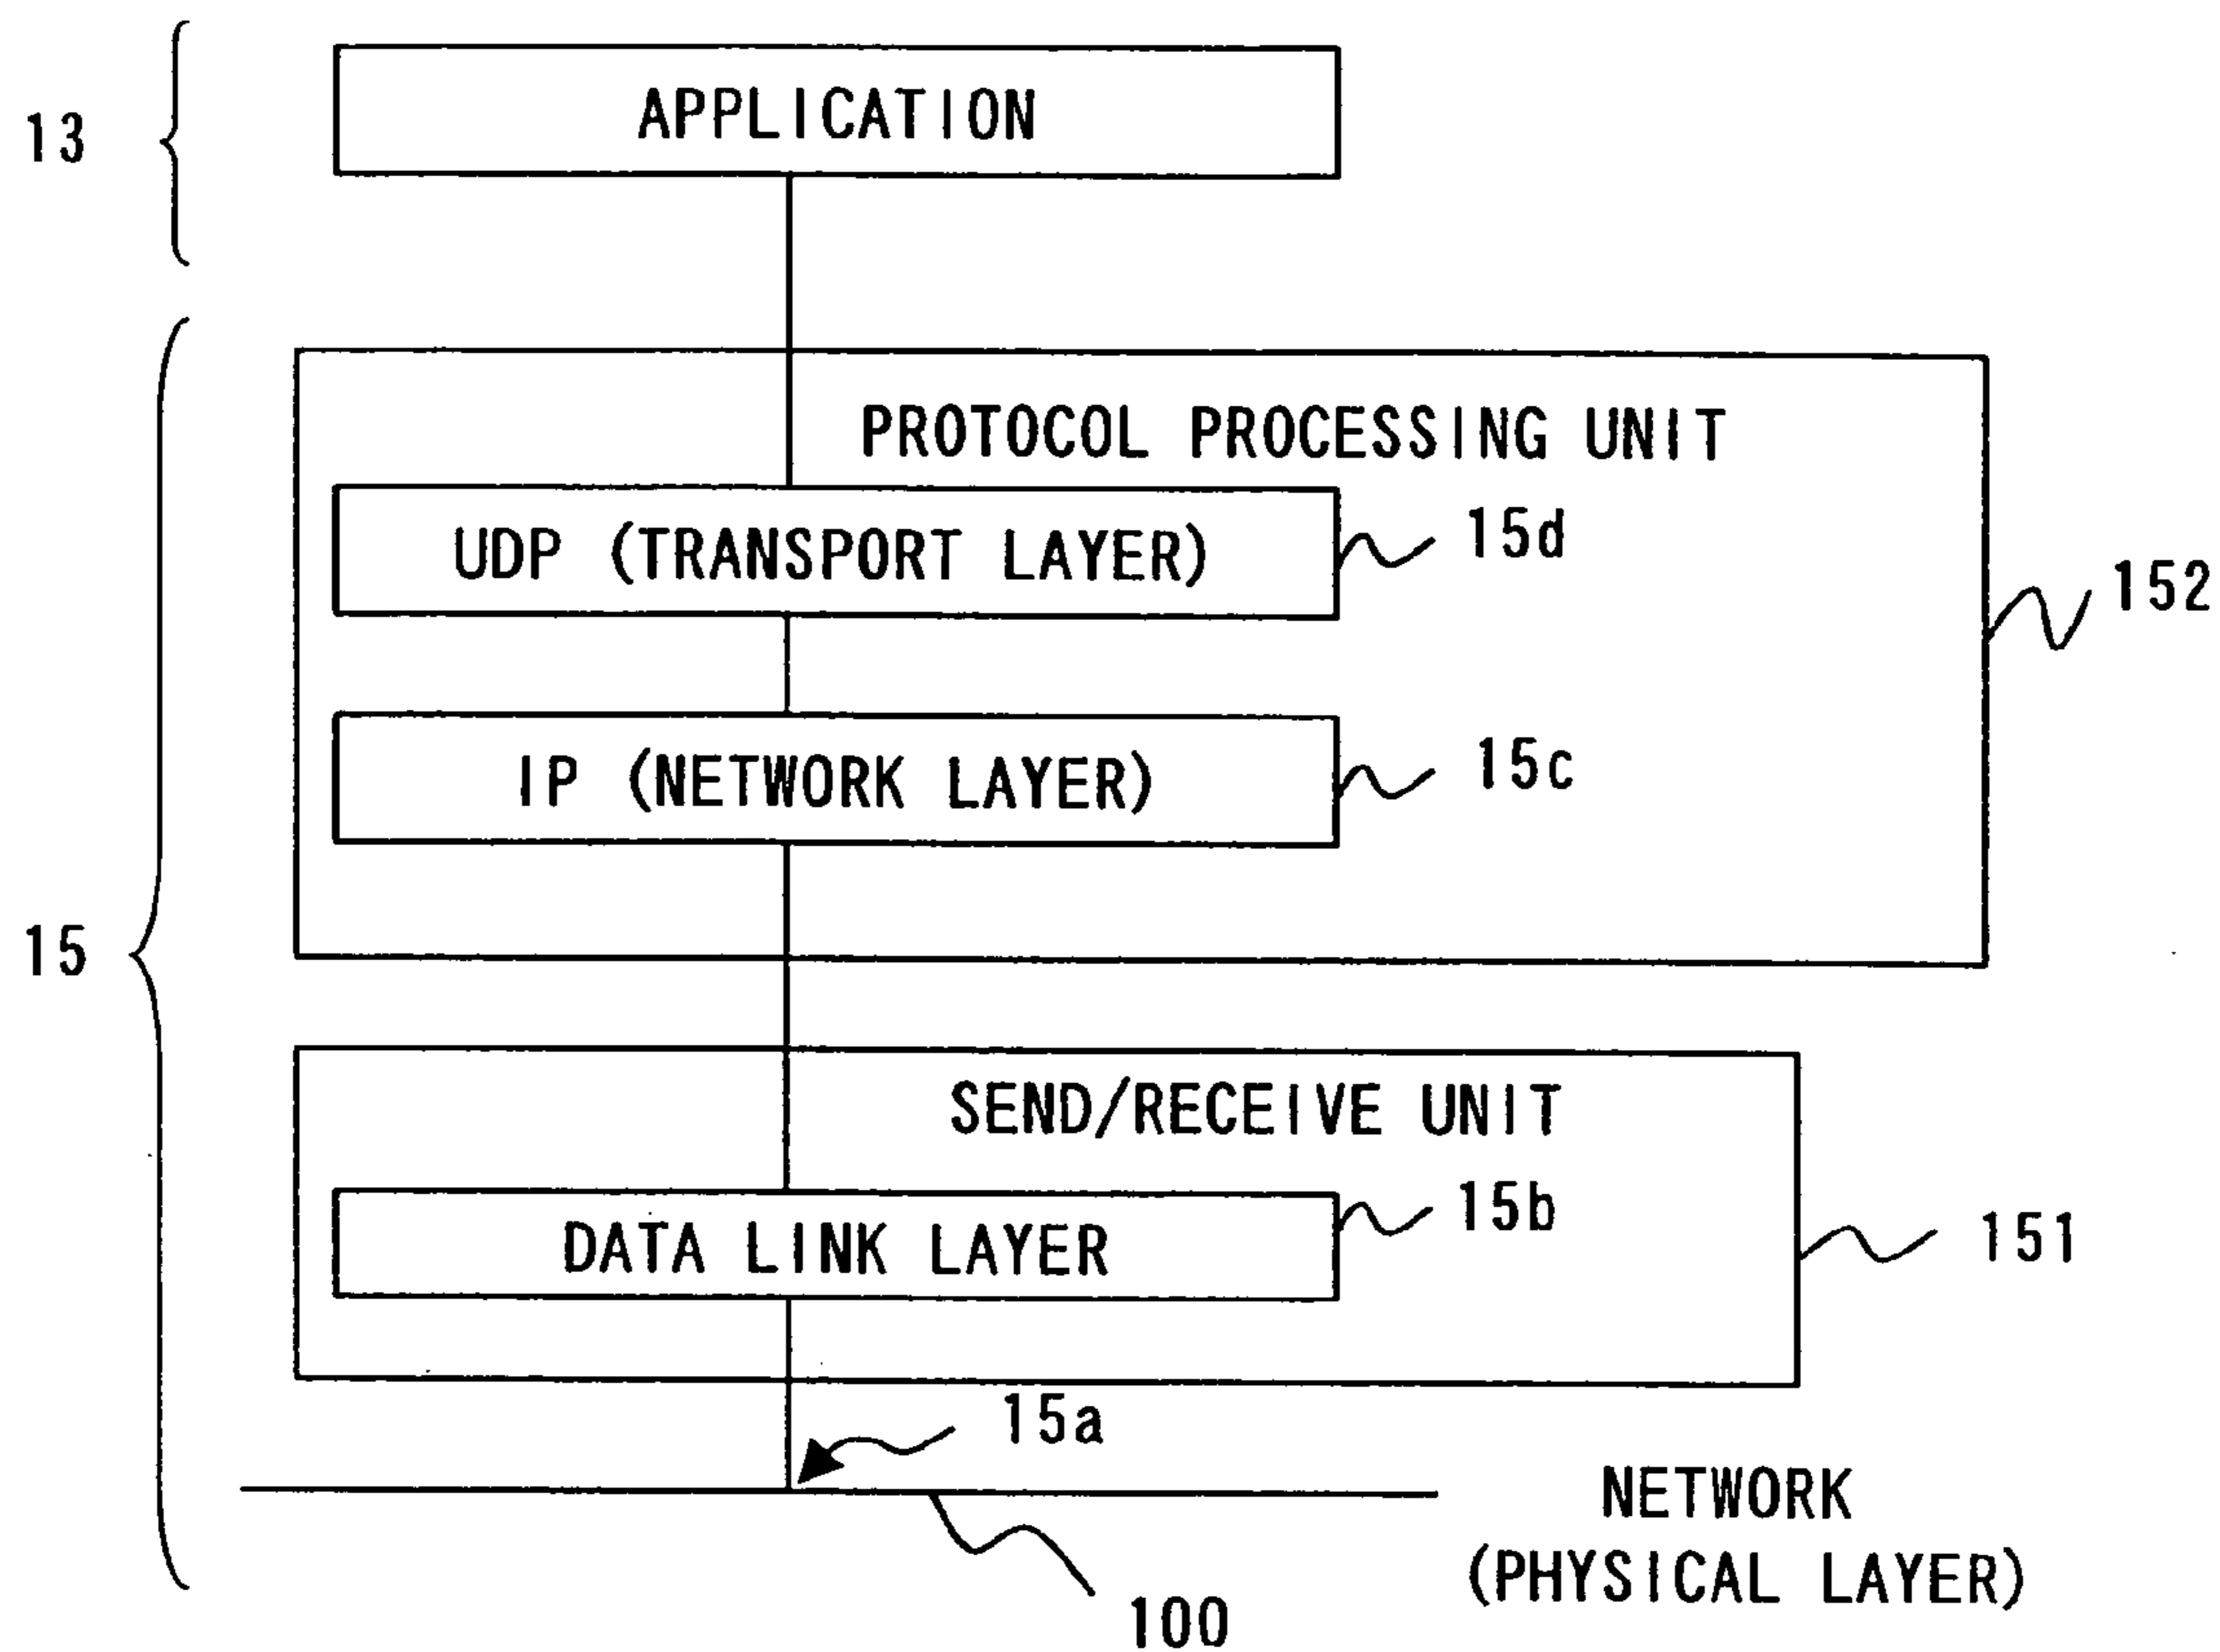 13
APPLICATION
PROTOCOL PROCESSING UNIT
UDP (TRANSPORT LAYER)
15d
152
IP (NETWORK LAYER)
15c
15
SEND/RECEIVE UNIT
DATA LINK LAYER
15b
151
15a
NETWORK
(PHYSICAL LAYER)
100